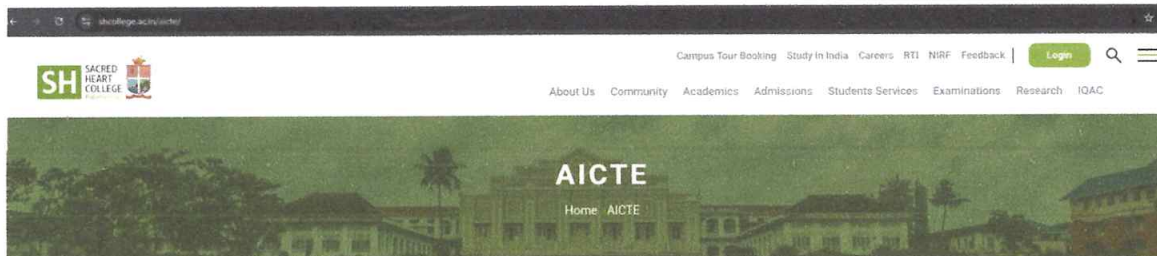 shcollege.ac.in/aicte/
Campus Tour Booking Study in India Careers RTI NIRF Feedback Login
SH SACRED
HEART
COLLEGE
About Us Community Academics Admissions Students Services Examinations Research IQAC
AICTE
Home AICTE